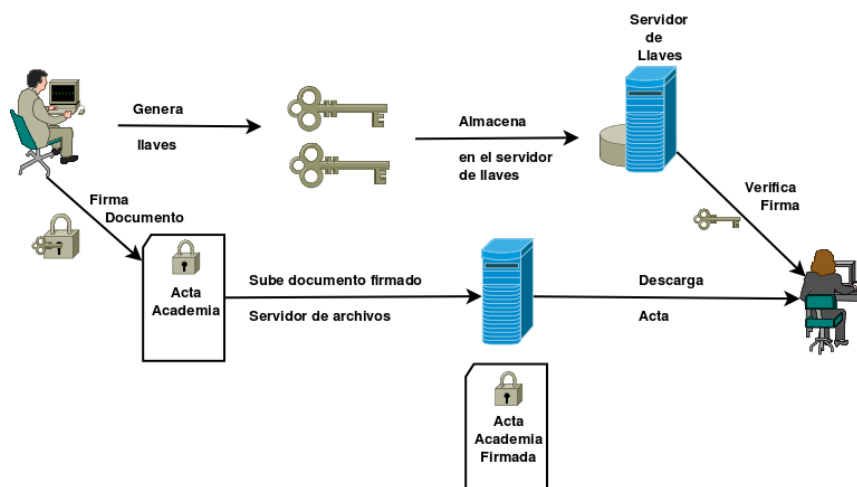 Servidor
de
Llaves
Genera
llaves
Almacena
en el servidor
de llaves
Verifica
Firma
Firma
Documento
Acta
Academia
Sube documento firmado
Servidor de archivos
Descarga
Acta
Acta
Academia
Firmada